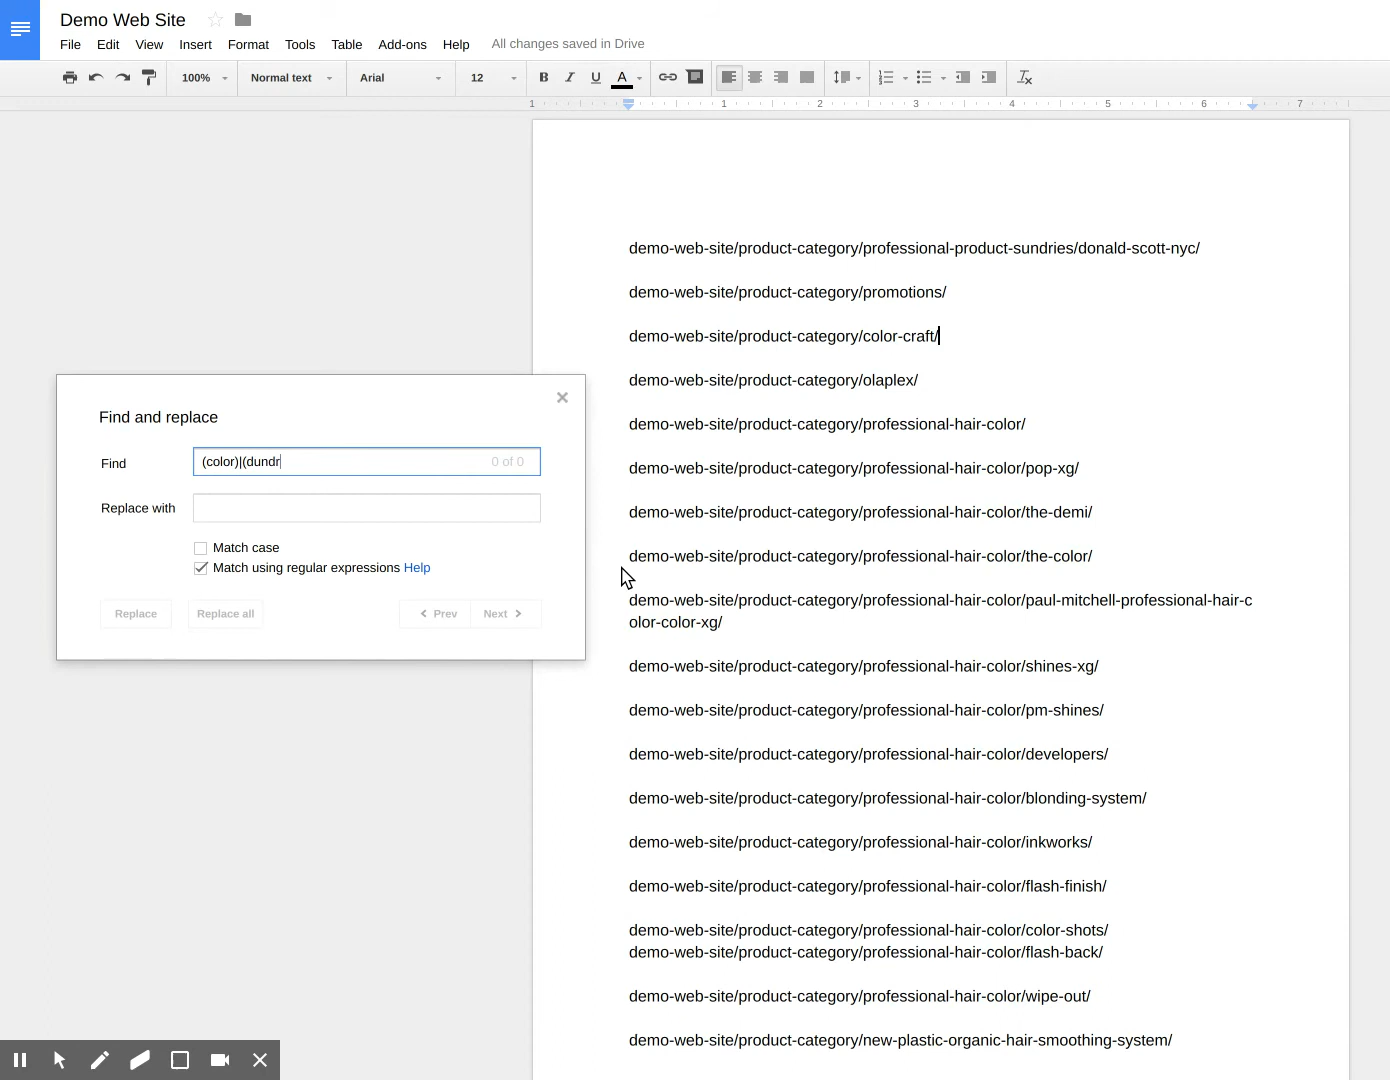 Demo Web Site
File Edit View Insert Format Tools Table Add-ons Help All changes saved in Drive
100% Normal text Arial 12 B I U A
1 1 2 3 4 5 6 7
demo-web-site/product-category/professional-product-sundries/donald-scott-nyc/
demo-web-site/product-category/promotions/
demo-web-site/product-category/color-craft/
demo-web-site/product-category/olaplex/
demo-web-site/product-category/professional-hair-color/
demo-web-site/product-category/professional-hair-color/pop-xg/
demo-web-site/product-category/professional-hair-color/the-demi/
demo-web-site/product-category/professional-hair-color/the-color/
demo-web-site/product-category/professional-hair-color/paul-mitchell-professional-hair-c
olor-color-xg/
demo-web-site/product-category/professional-hair-color/shines-xg/
demo-web-site/product-category/professional-hair-color/pm-shines/
demo-web-site/product-category/professional-hair-color/developers/
demo-web-site/product-category/professional-hair-color/blonding-system/
demo-web-site/product-category/professional-hair-color/inkworks/
demo-web-site/product-category/professional-hair-color/flash-finish/
demo-web-site/product-category/professional-hair-color/color-shots/
demo-web-site/product-category/professional-hair-color/flash-back/
demo-web-site/product-category/professional-hair-color/wipe-out/
demo-web-site/product-category/new-plastic-organic-hair-smoothing-system/
Find and replace
Find (color)|(dundr 0 of 0
Replace with
Match case
Match using regular expressions Help
Replace Replace all Prev Next